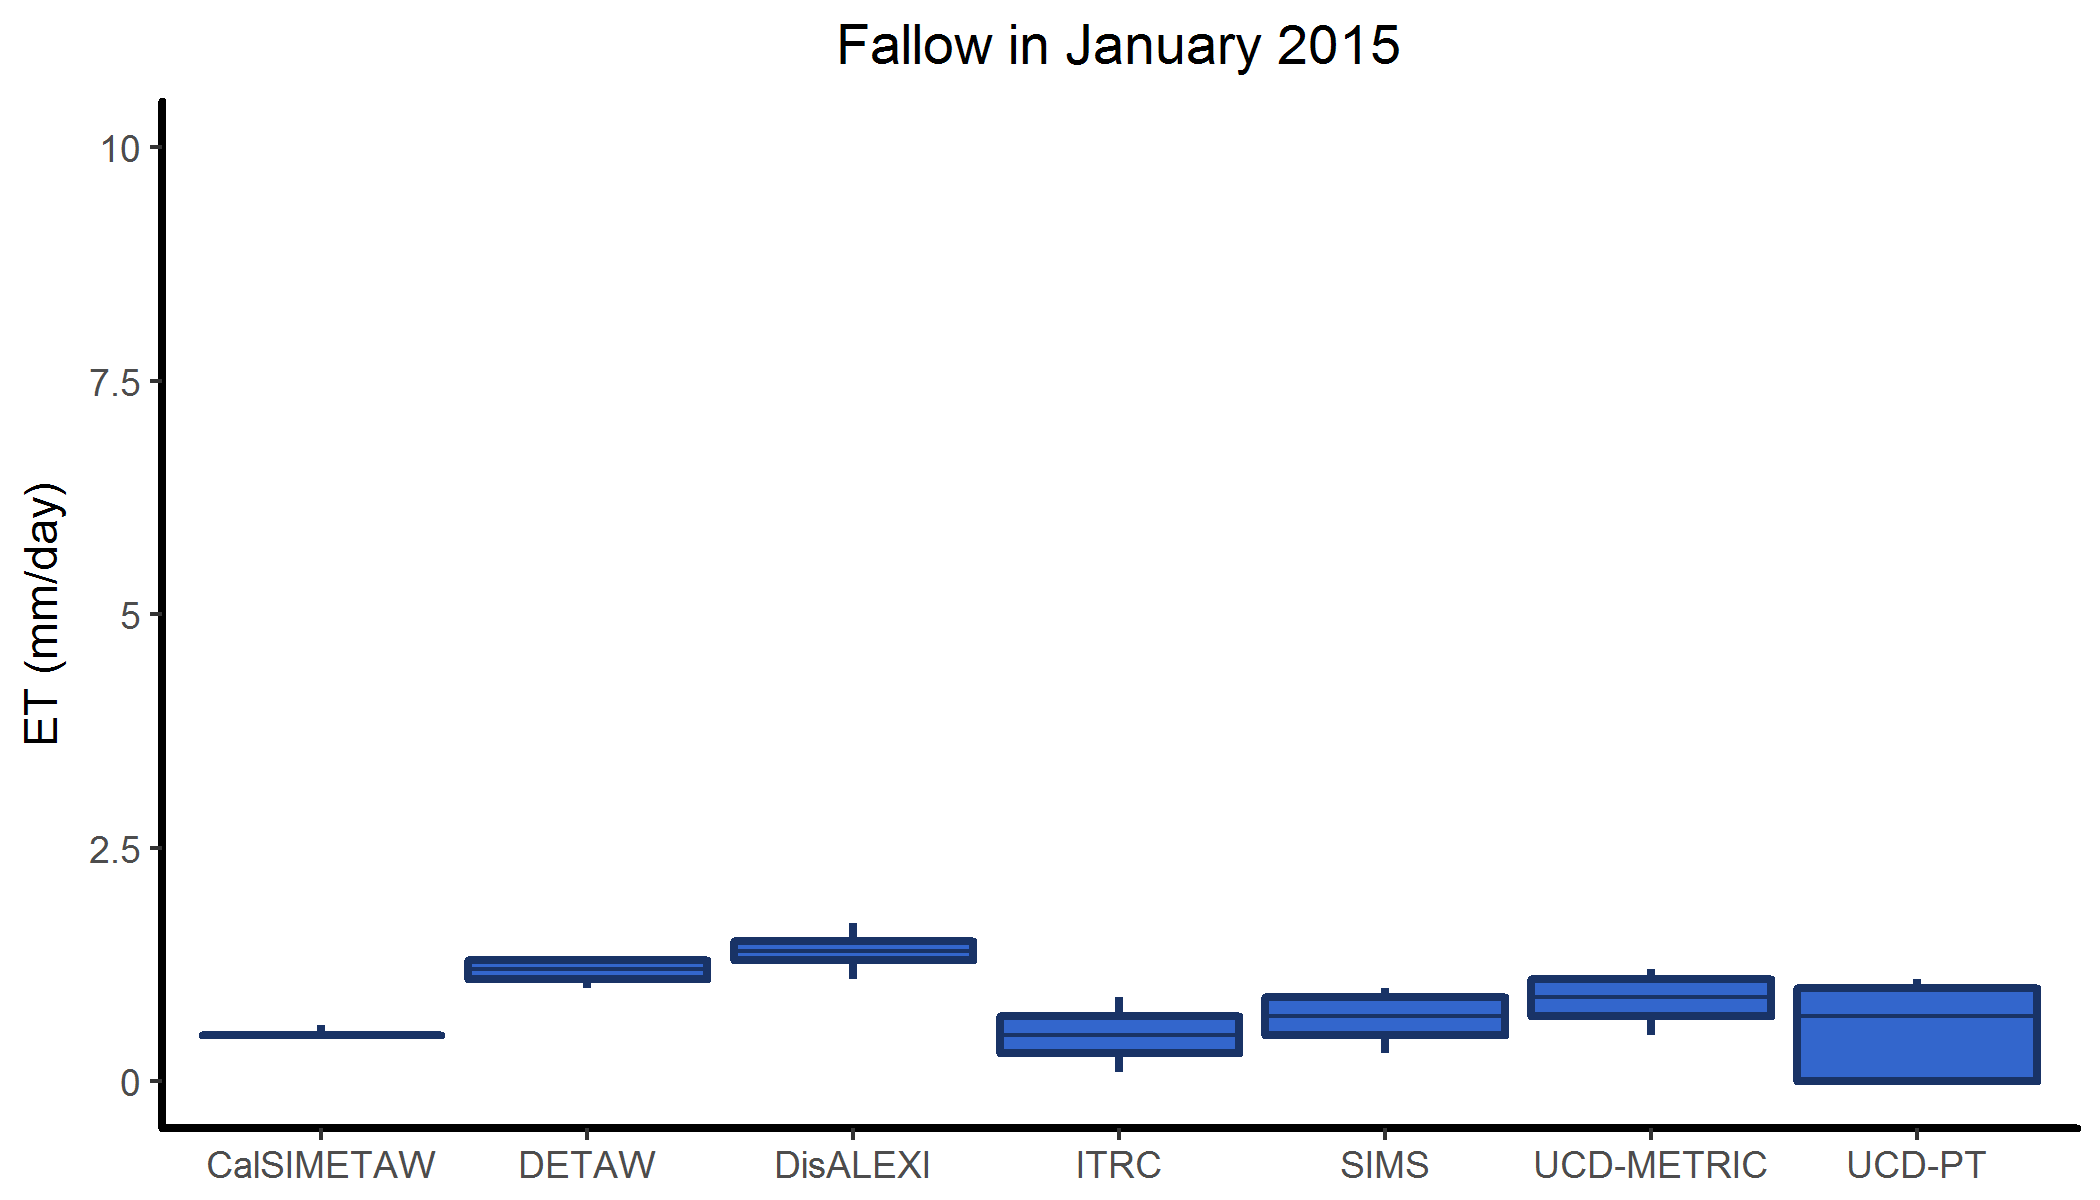 Fallow in January 2015
ET (mm/day)
10
7.5
5
2.5
0
CalSIMETAW DETAW DisALEXI ITRC SIMS UCD-METRIC UCD-PT